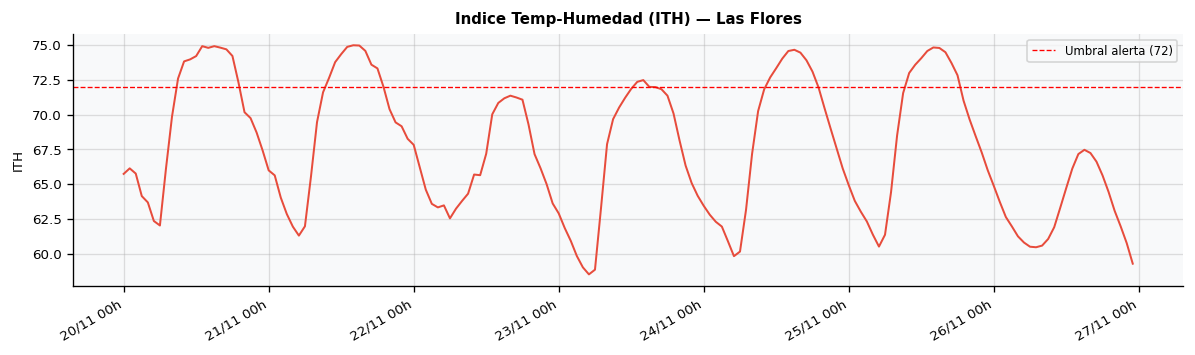 Indice Temp-Humedad (ITH) — Las Flores
Umbral alerta (72)
ITH
75.0
72.5
70.0
67.5
65.0
62.5
60.0
20/11 00h
21/11 00h
22/11 00h
23/11 00h
24/11 00h
25/11 00h
26/11 00h
27/11 00h